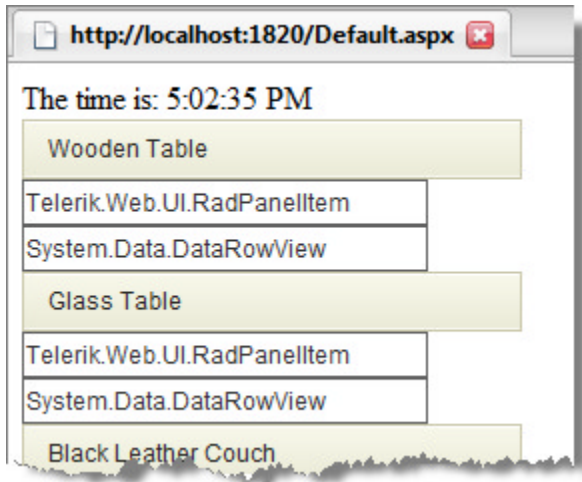 http://localhost:1820/Default.aspx
The time is: 5:02:35 PM
Wooden Table
Telerik.Web.UI.RadPanelItem
System.Data.DataRowView
Glass Table
Telerik.Web.UI.RadPanelItem
System.Data.DataRowView
Black Leather Couch